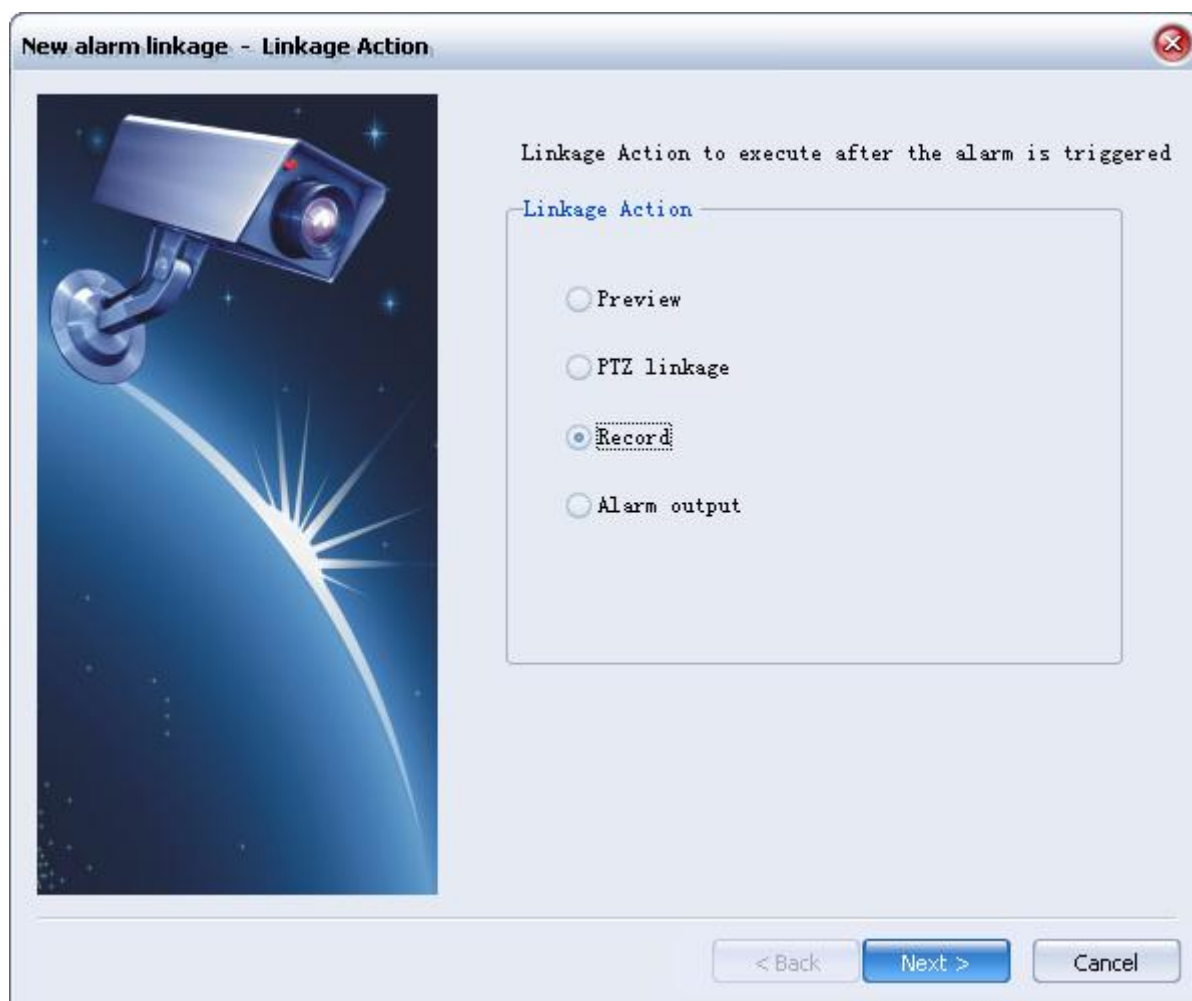 New alarm linkage - Linkage Action
Linkage Action to execute after the alarm is triggered
Linkage Action
Preview
PTZ linkage
Record
Alarm output
< Back
Next >
Cancel